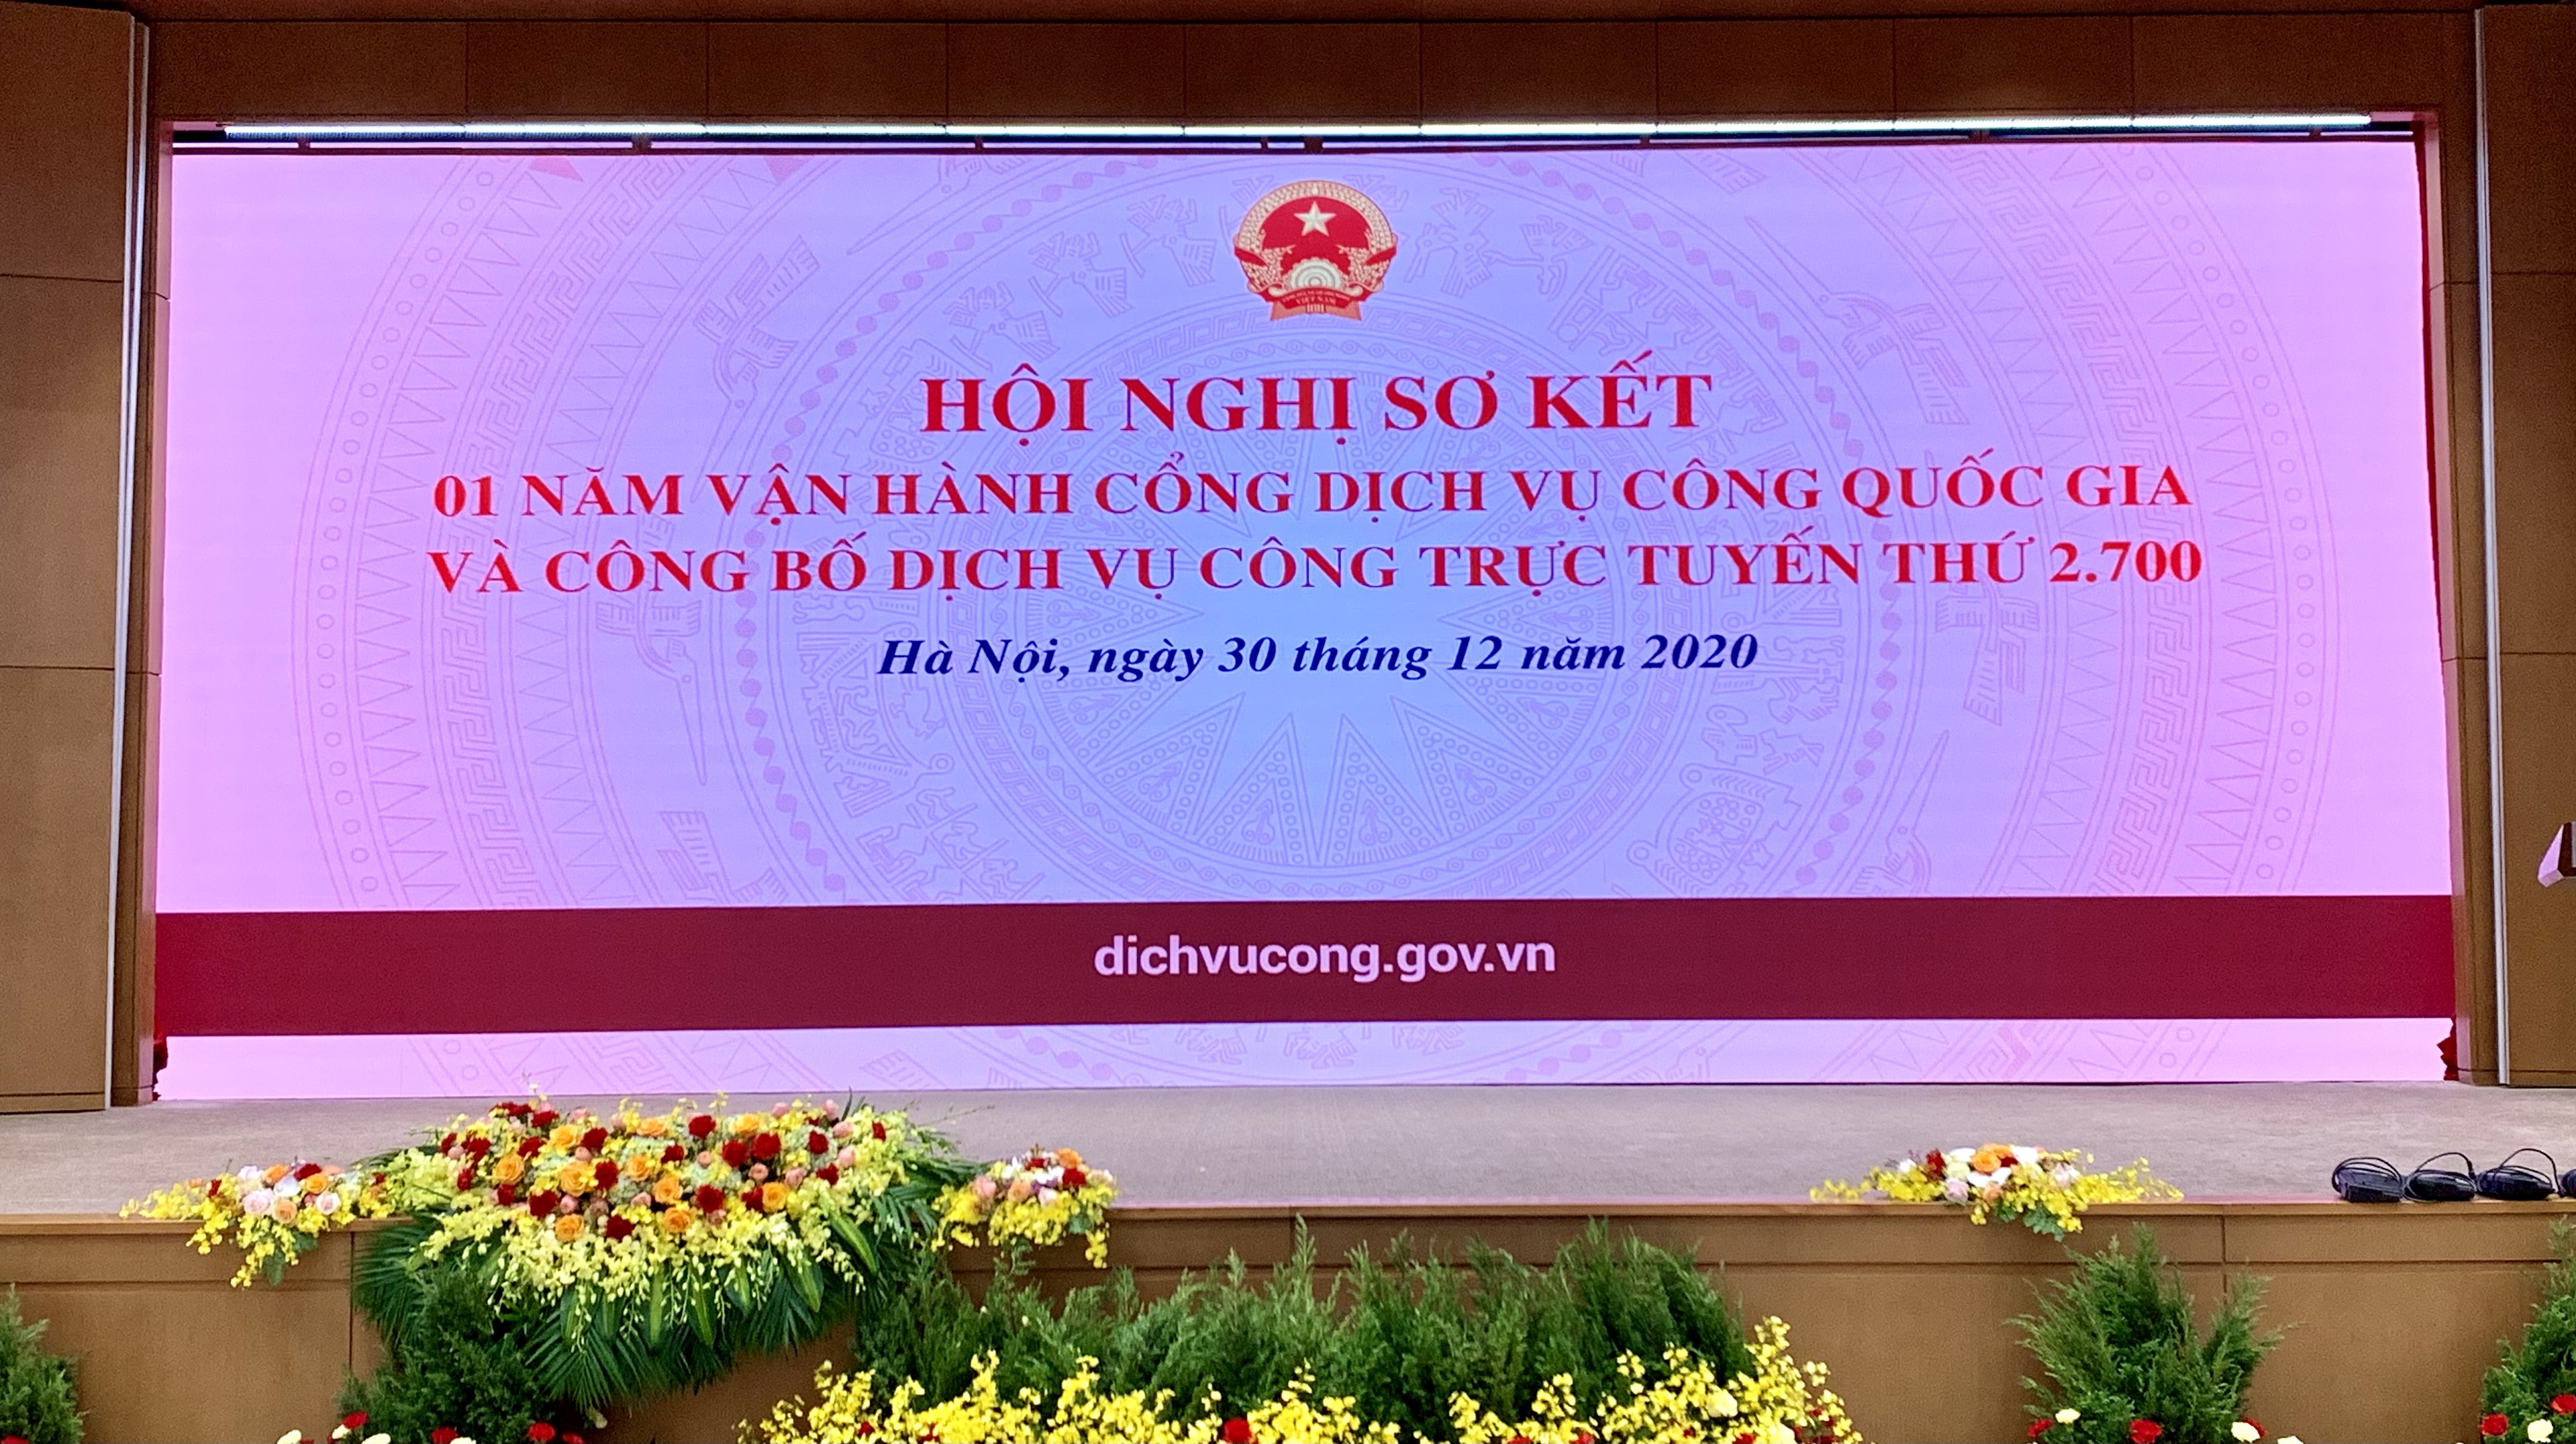 HỘI NGHỊ SƠ KẾT
01 NĂM VẬN HÀNH CỔNG DỊCH VỤ CÔNG QUỐC GIA
VÀ CÔNG BỐ DỊCH VỤ CÔNG TRỰC TUYẾN THỨ 2.700
Hà Nội, ngày 30 tháng 12 năm 2020
dichvucong.gov.vn